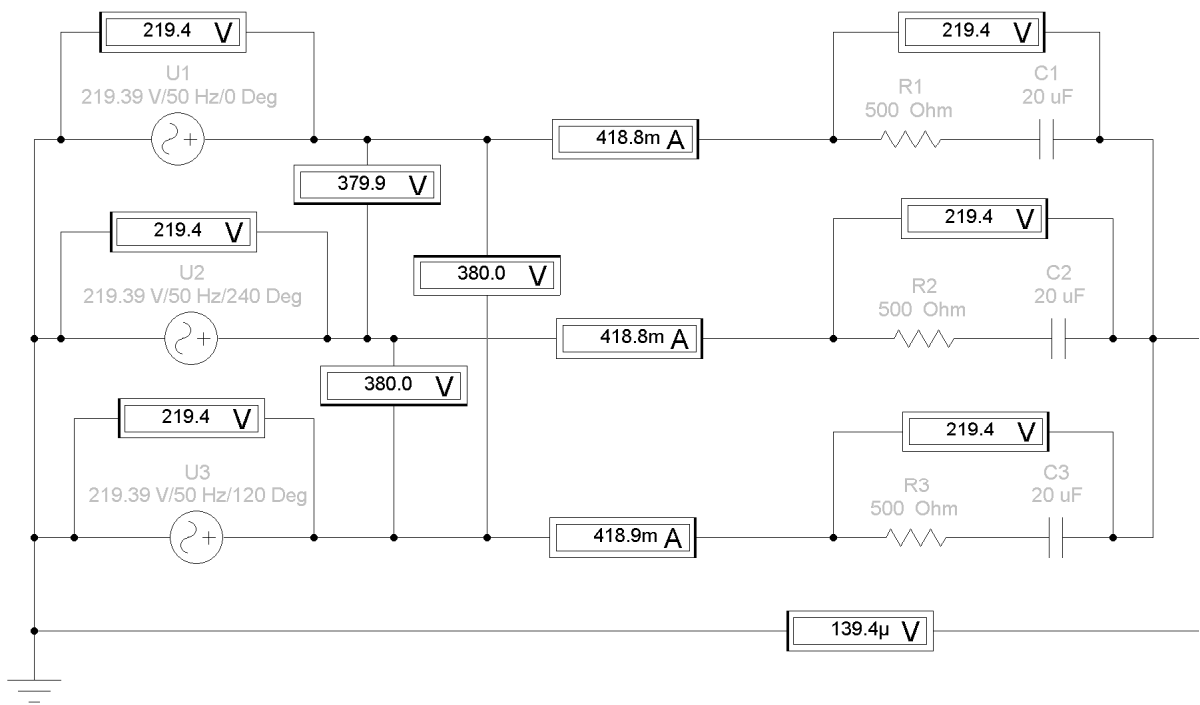 219.4 V
219.4 V
U1
219.39 V/50 Hz/0 Deg
R1
500 Ohm
C1
20 uF
418.8m A
379.9 V
219.4 V
219.4 V
380.0 V
U2
219.39 V/50 Hz/240 Deg
R2
500 Ohm
C2
20 uF
418.8m A
380.0 V
219.4 V
219.4 V
U3
219.39 V/50 Hz/120 Deg
R3
500 Ohm
C3
20 uF
418.9m A
139.4µ V